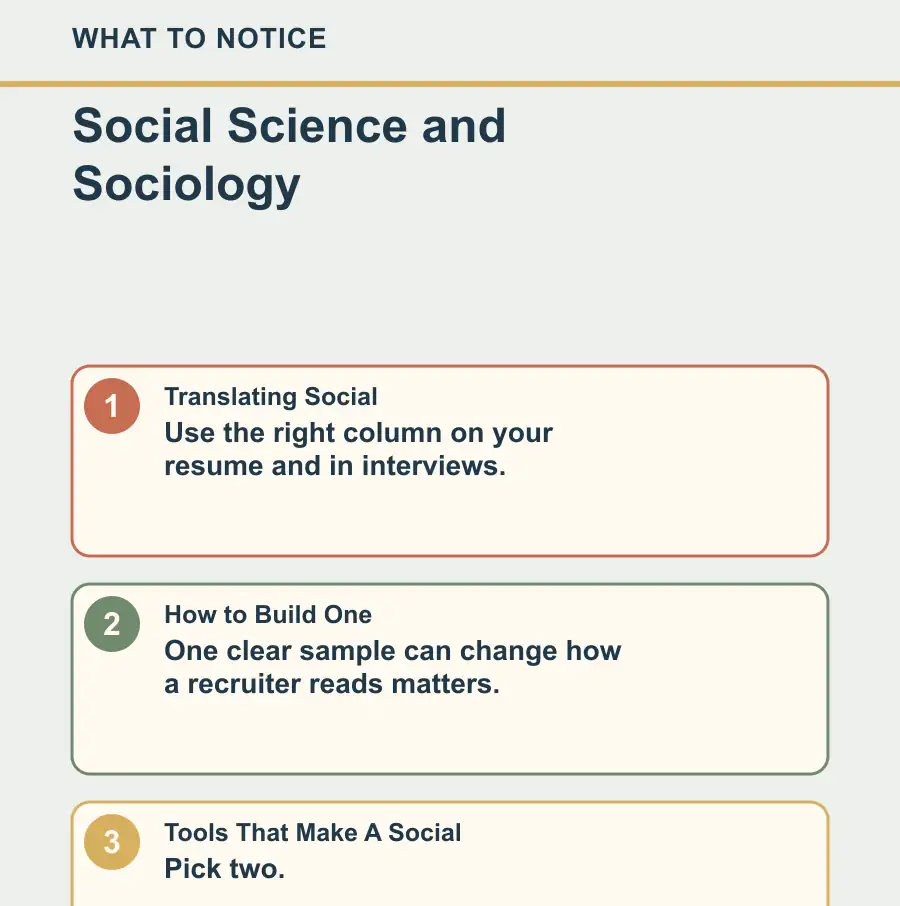 WHAT TO NOTICE
Social Science and
Sociology
1
Translating Social
Use the right column on your
resume and in interviews.
2
How to Build One
One clear sample can change how
a recruiter reads matters.
3
Tools That Make A Social
Pick two.